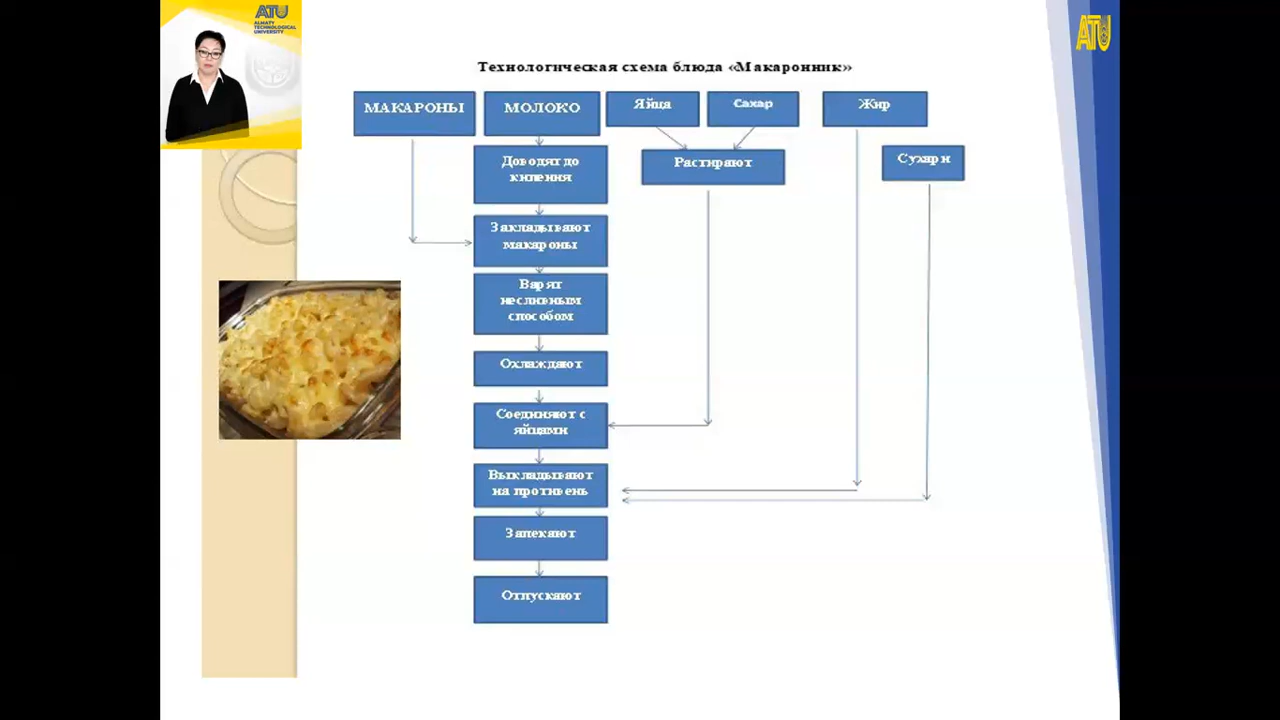 ATU
ALMATY
TECHNOLOGICAL
UNIVERSITY
ATU
Технологическая схема блюда «Макаронник»
МАКАРОНЫ
МОЛОКО
Яйца
Сахар
Жир
Доводят до
кипения
Растирают
Сухари
Закладывают
макароны
Варят
несливным
способом
Охлаждают
Соединяют с
яйцами
Выкладывают
на противень
Запекают
Отпускают